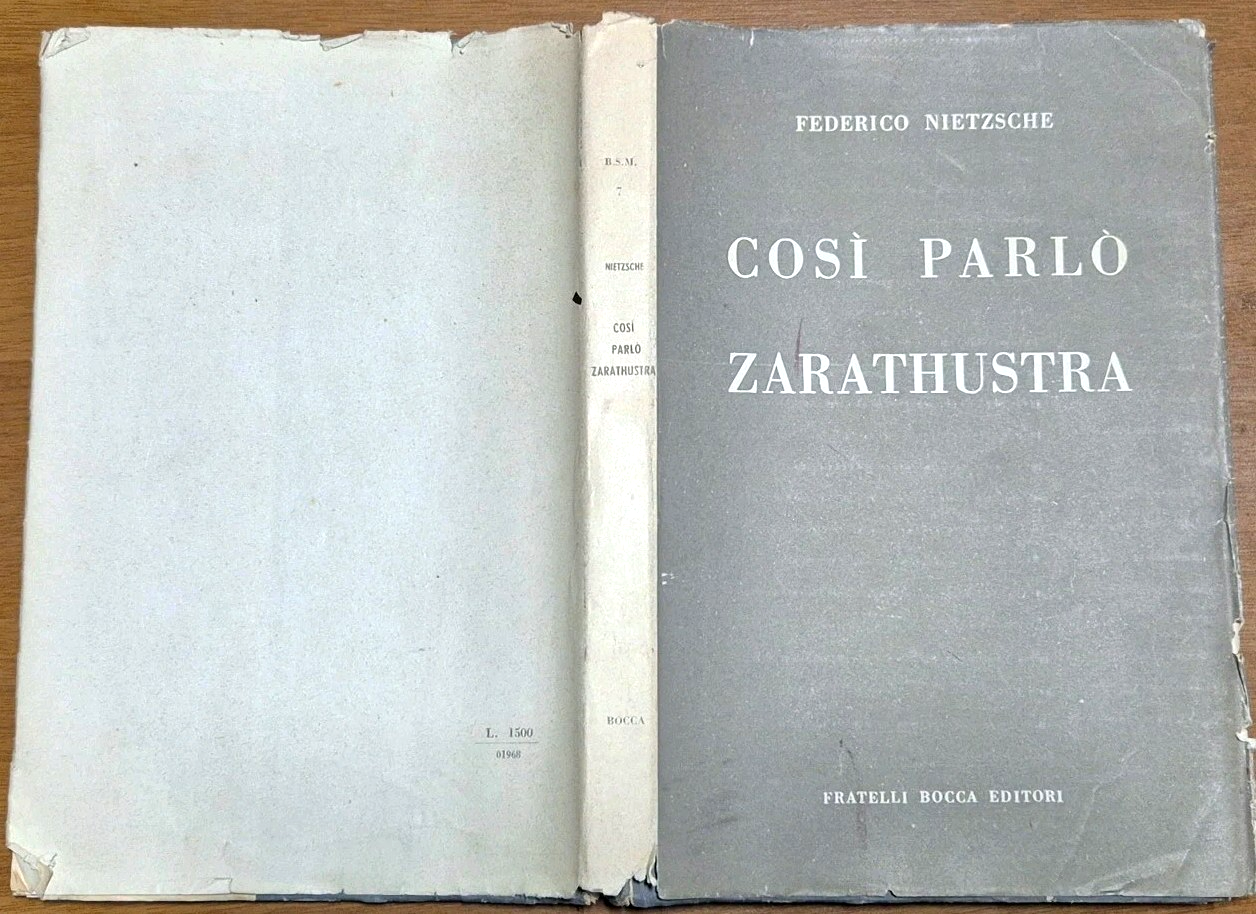 L. 1500
01968
B.S.M.
7
NIETZSCHE
COSÌ
PARLÒ
ZARATHUSTRA
BOCCA
FEDERICO NIETZSCHE
COSÌ PARLÒ
ZARATHUSTRA
FRATELLI BOCCA EDITORI